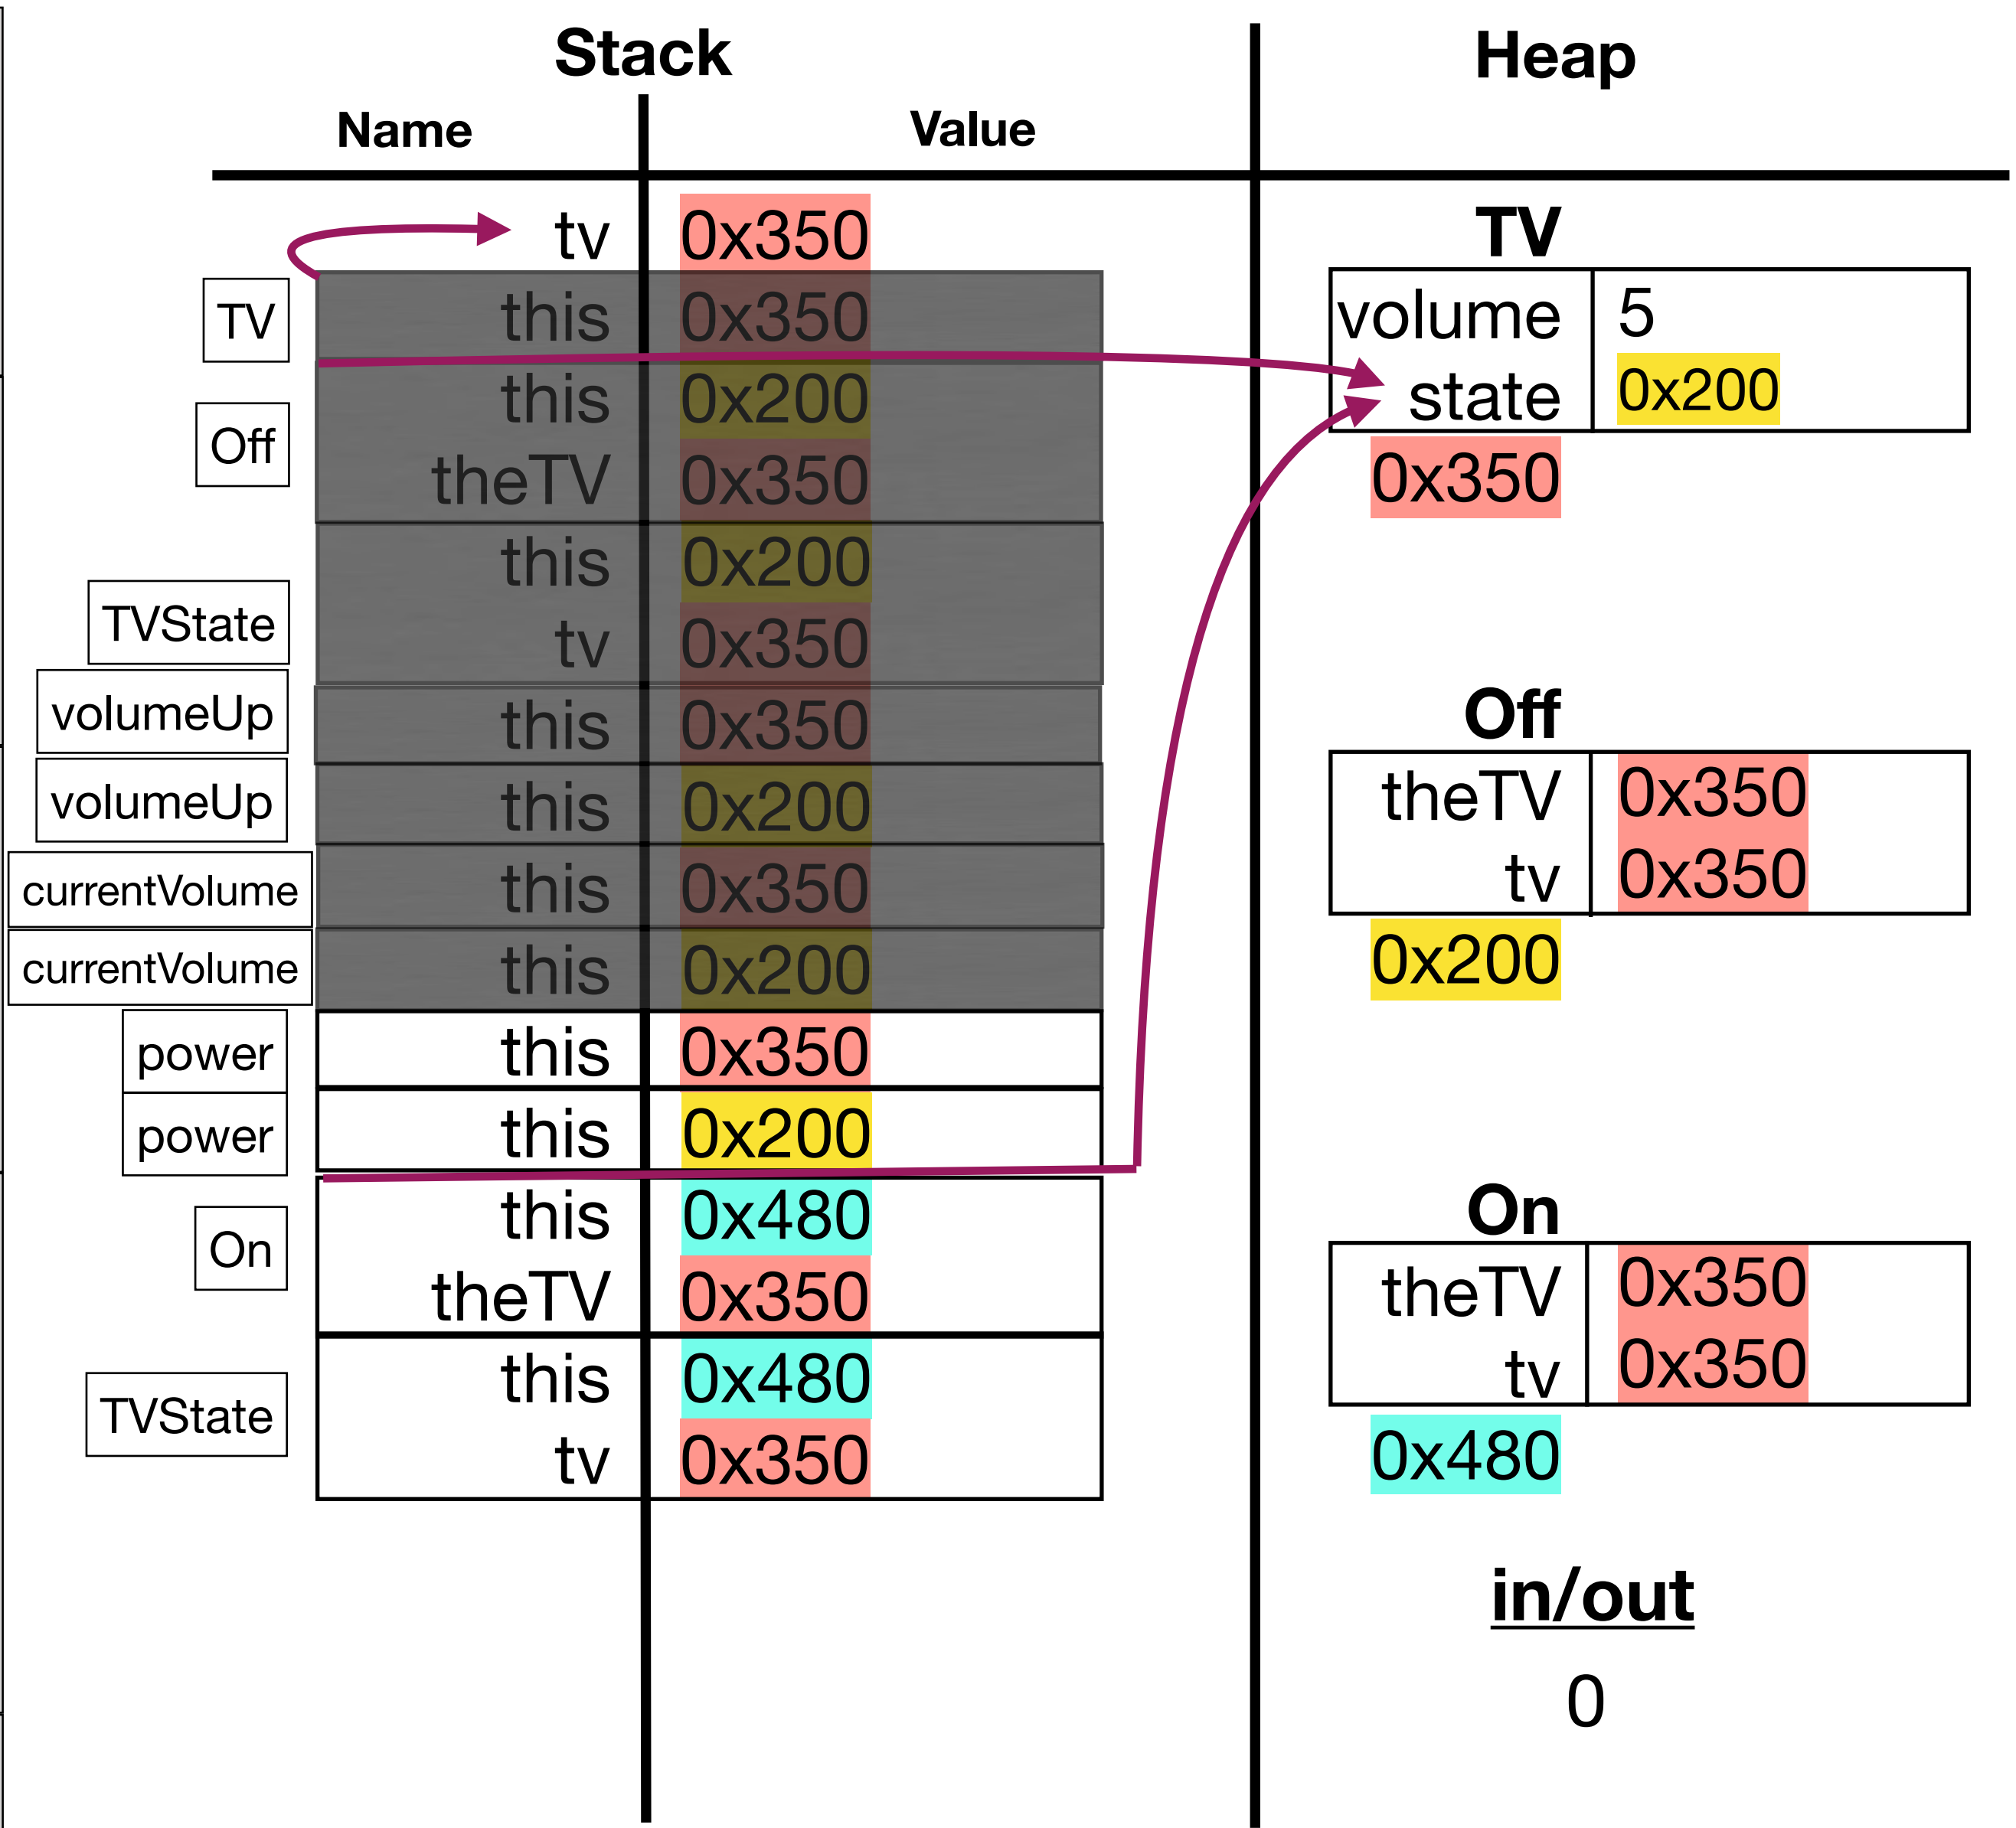 Stack
Heap
Name Value
tv 0x350
TV this 0x350
this 0x200
Off
theTV 0x350
this 0x200
TVState tv 0x350
volumeUp this 0x350
volumeUp this 0x200
currentVolume this 0x350
currentVolume this 0x200
power this 0x350
power this 0x200
this 0x480
On
theTV 0x350
this 0x480
TVState
tv 0x350
TV
volume 5
state 0x200
0x350
Off
theTV 0x350
tv 0x350
0x200
On
theTV 0x350
tv 0x350
0x480
in/out
0